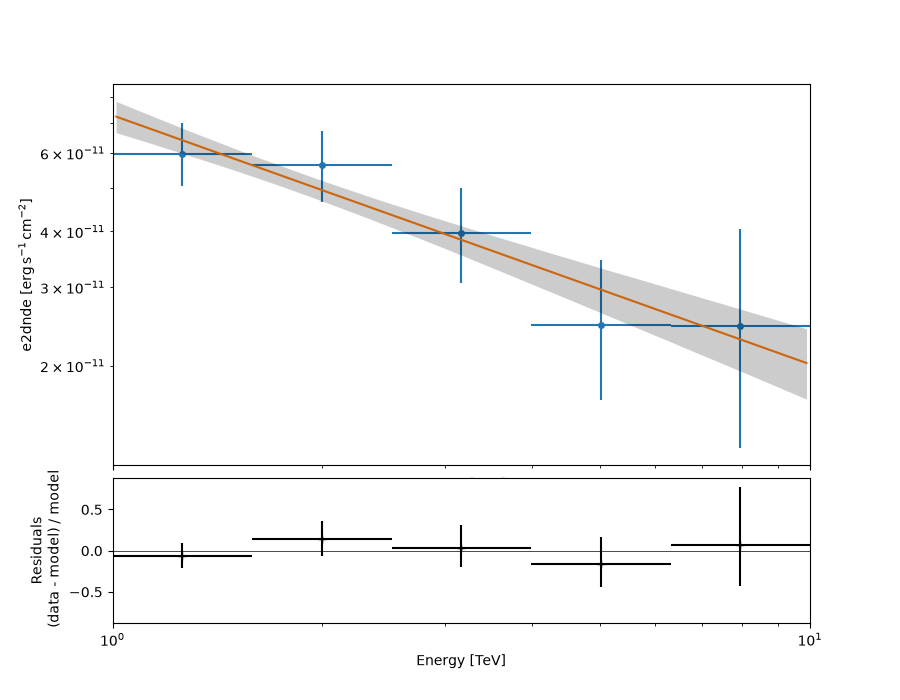 e2dnde [erg s⁻¹ cm⁻²]
6 × 10⁻¹¹
4 × 10⁻¹¹
3 × 10⁻¹¹
2 × 10⁻¹¹
Residuals
(data - model) / model
0.5
0.0
−0.5
10⁰
10¹
Energy [TeV]